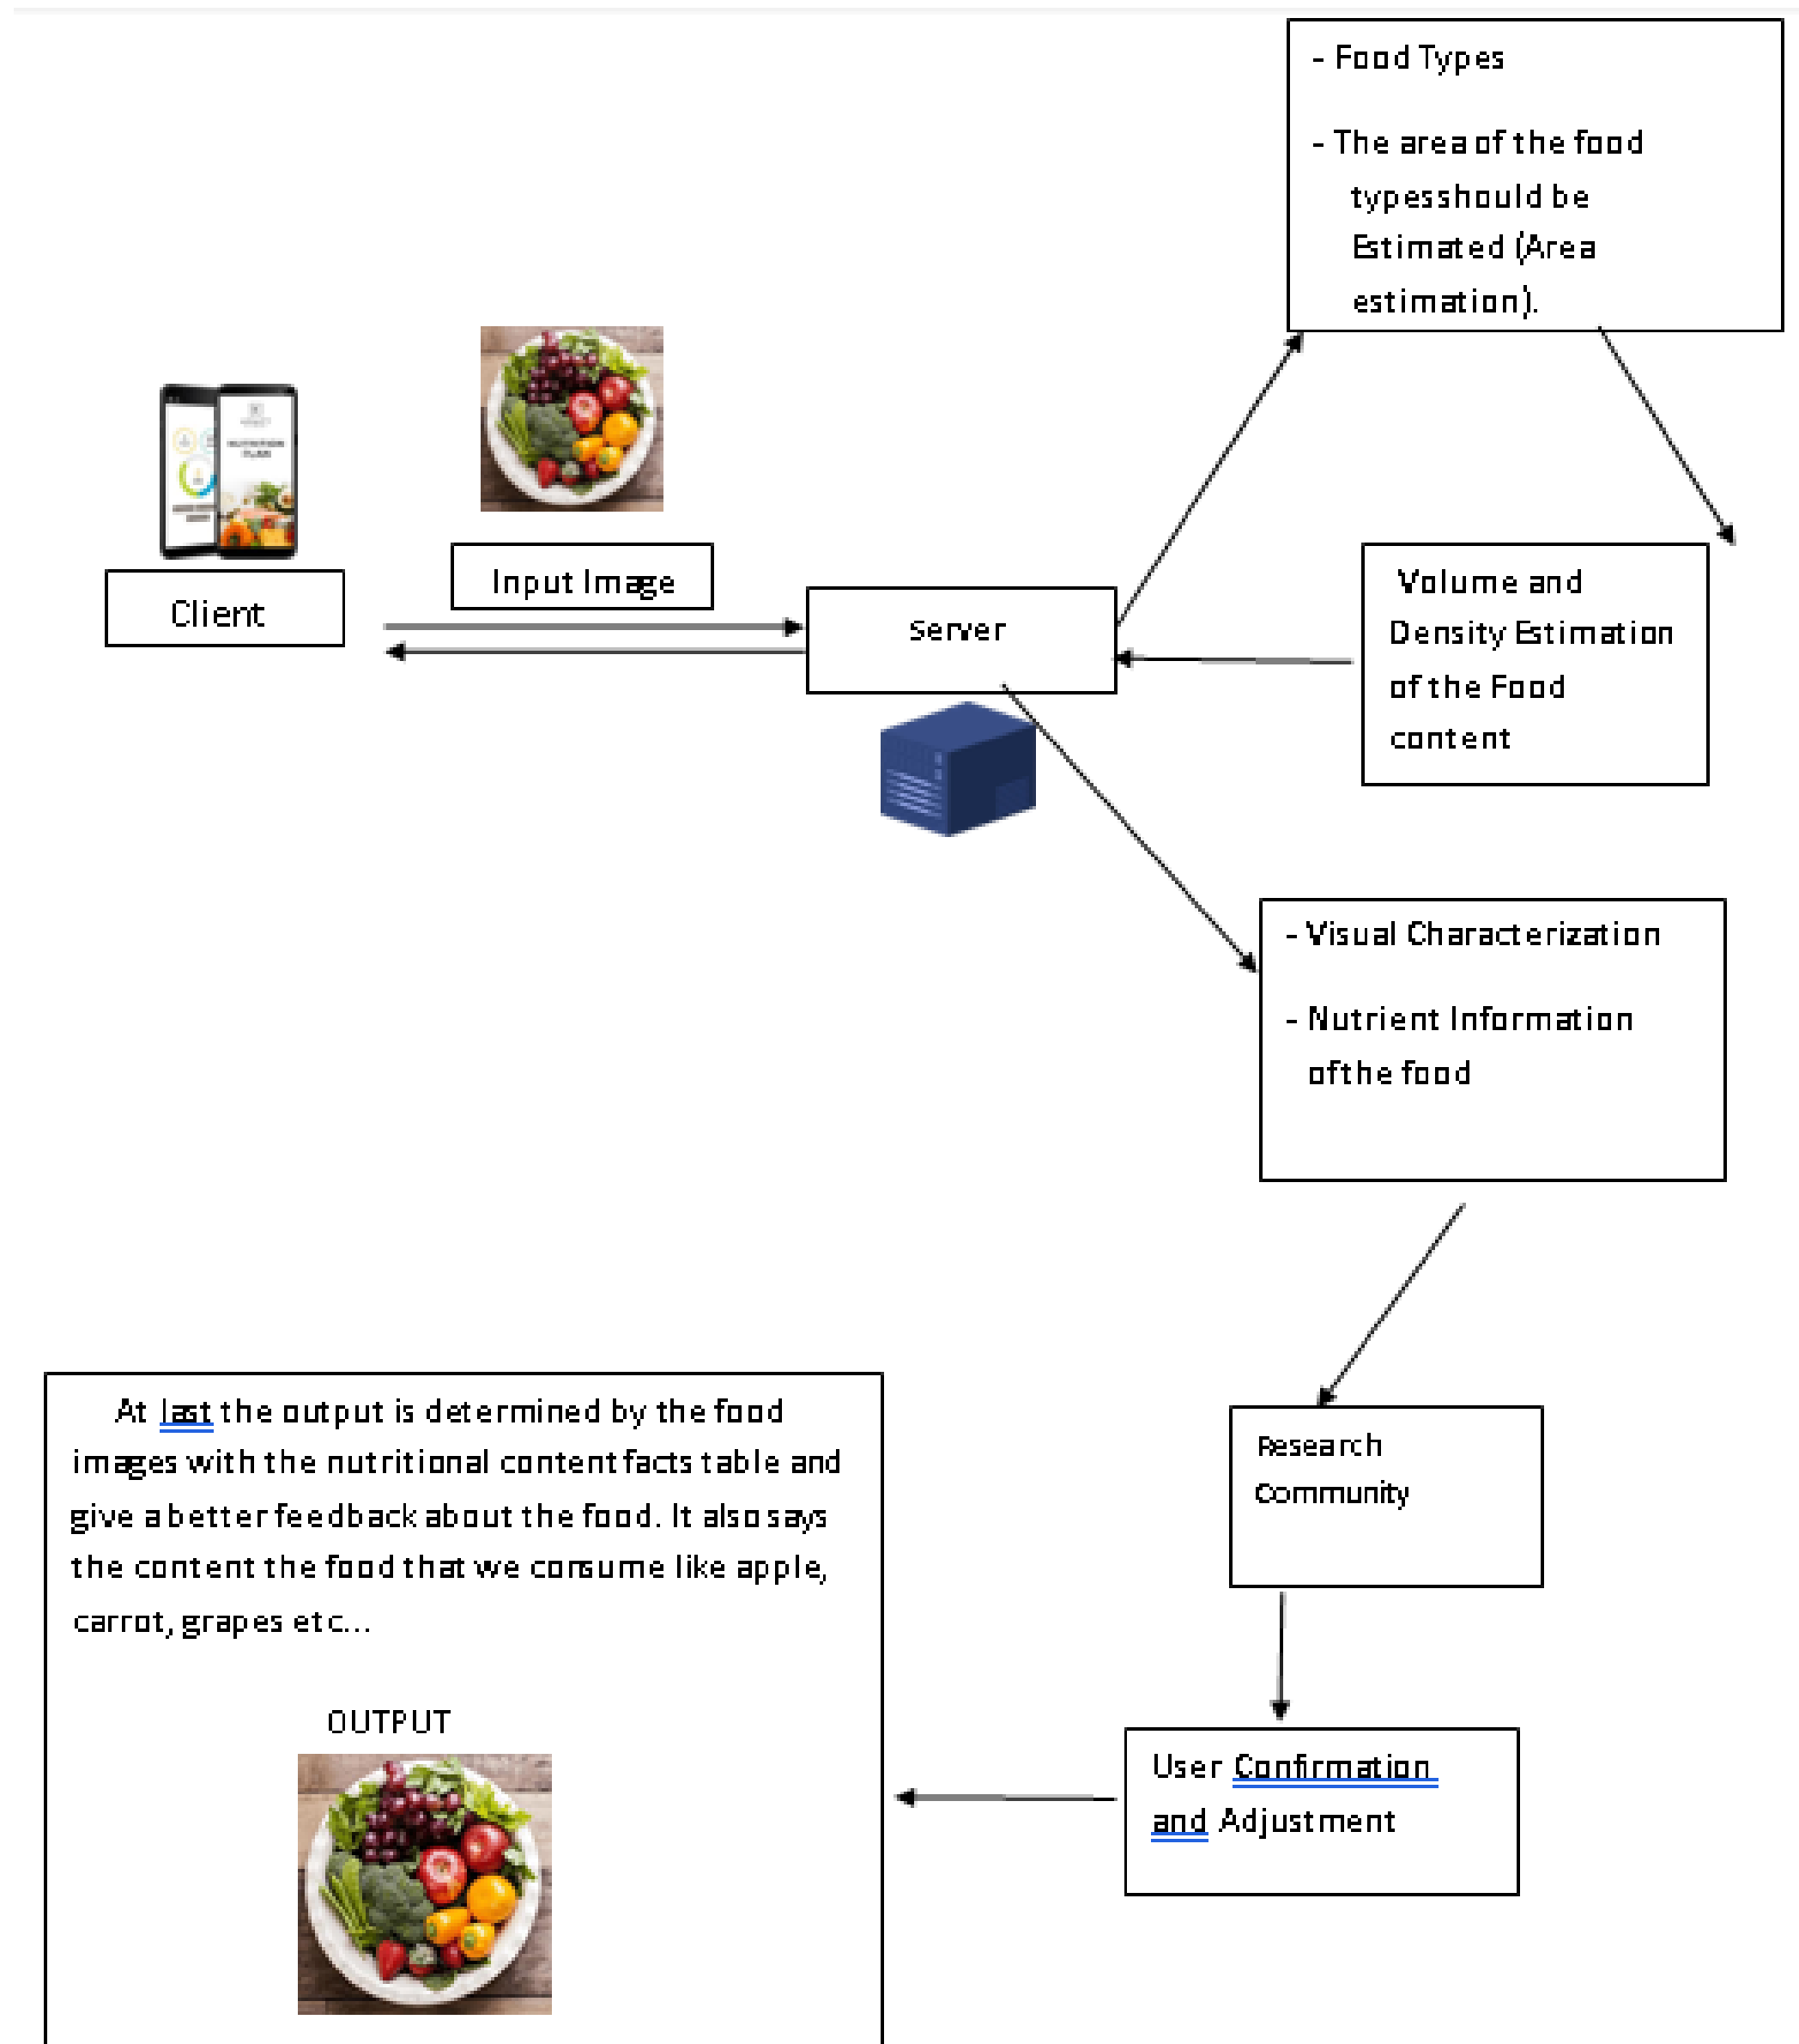 - Food Types
- The area of the food
typesshould be
Estimated (Area
estimation).
NUTRITION
PLAN
Client
Input Image
Server
Volume and
Density Estimation
of the Food
content
- Visual Characterization
- Nutrient Information
ofthe food
Research
Community
User Confirmation
and Adjustment
At last the output is determined by the food
images with the nutritional content facts table and
give a better feedback about the food. It also says
the content the food that we consume like apple,
carrot, grapes etc...
OUTPUT